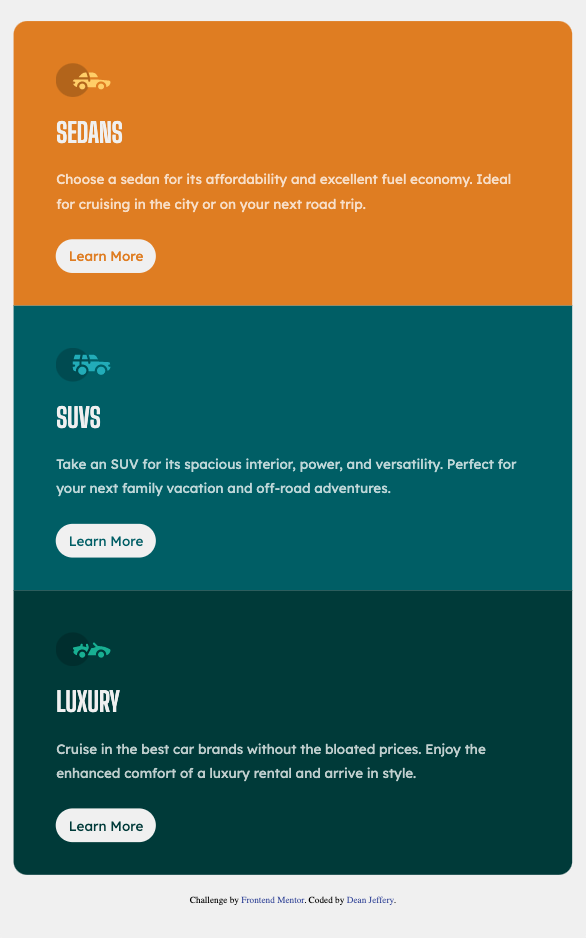 SEDANS
Choose a sedan for its affordability and excellent fuel economy. Ideal
for cruising in the city or on your next road trip.
Learn More
SUVS
Take an SUV for its spacious interior, power, and versatility. Perfect for
your next family vacation and off-road adventures.
Learn More
LUXURY
Cruise in the best car brands without the bloated prices. Enjoy the
enhanced comfort of a luxury rental and arrive in style.
Learn More
Challenge by Frontend Mentor. Coded by Dean Jeffery.